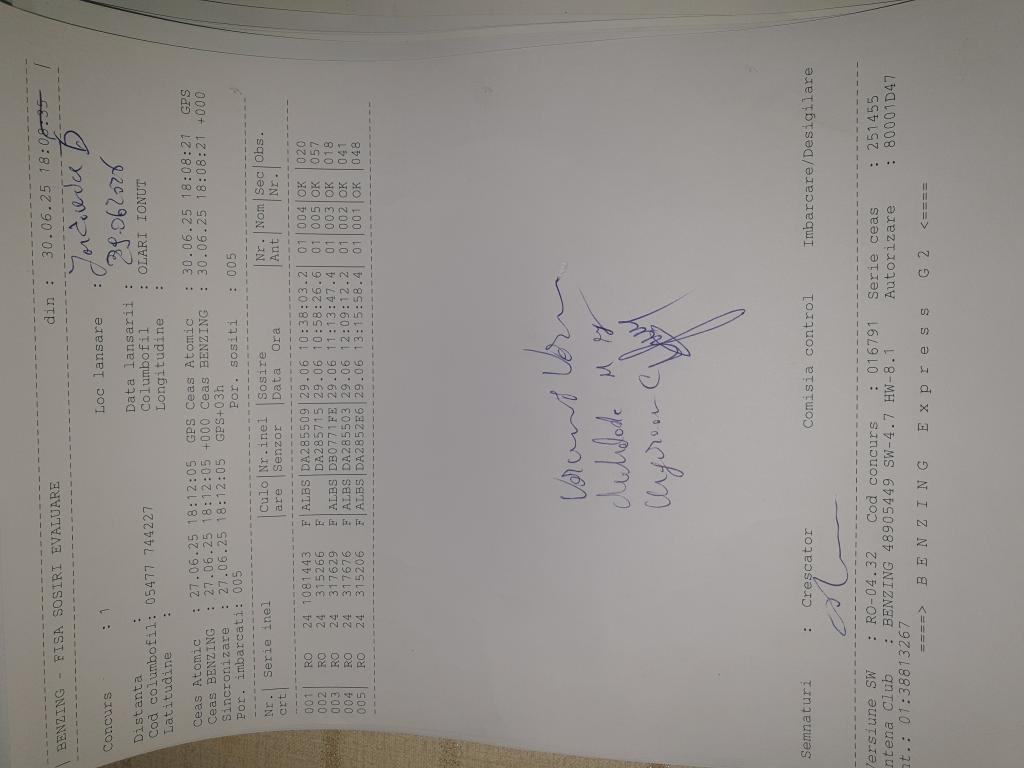 | BENZING - FISA SOSIRI EVALUARE din : 30.06.25 18:08:35 |
Concurs : 1 Loc lansare :
Distanta : Data lansarii : 29.06.2025
Cod columbofil: 05477 744227 Columbofil : OLARI IONUT
Latitudine : Longitudine :
Ceas Atomic : 27.06.25 18:12:05 GPS Ceas Atomic : 30.06.25 18:08:21 GPS
Ceas BENZING : 27.06.25 18:12:05 +000 Ceas BENZING : 30.06.25 18:08:21 +000
Sincronizare : 27.06.25 18:12:05 GPS+03h
Por. imbarcati: 005 Por. sositi : 005
Nr.| Serie inel |Culo|Nr.inel |Sosire |Nr.|Nom|Sec|Obs.
crt| |are |Senzor |Data Ora |Ant| |Nr.|
001| RO 24 1081443 F|ALBS|DA285509|29.06 10:38:03.2|01|004|OK |020
002| RO 24 315266 F| |DA285715|29.06 10:58:26.6|01|005|OK |057
003| RO 24 317629 F|ALBS|DB0771FE|29.06 11:13:47.4|01|003|OK |018
004| RO 24 317676 F|ALBS|DA285503|29.06 12:09:12.2|01|002|OK |041
005| RO 24 315206 F|ALBS|DA2852E6|29.06 13:15:58.4|01|001|OK |048
Semnaturi : Crescator Comisia control Imbarcare/Desigilare
Versiune SW : RO-04.32 Cod concurs : 016791 Serie ceas : 251455
ntena Club : BENZING 48905449 SW-4.7 HW-8.1 Autorizare : 80001D47
nt.: 01:38813267
====> B E N Z I N G E x p r e s s G 2 <====